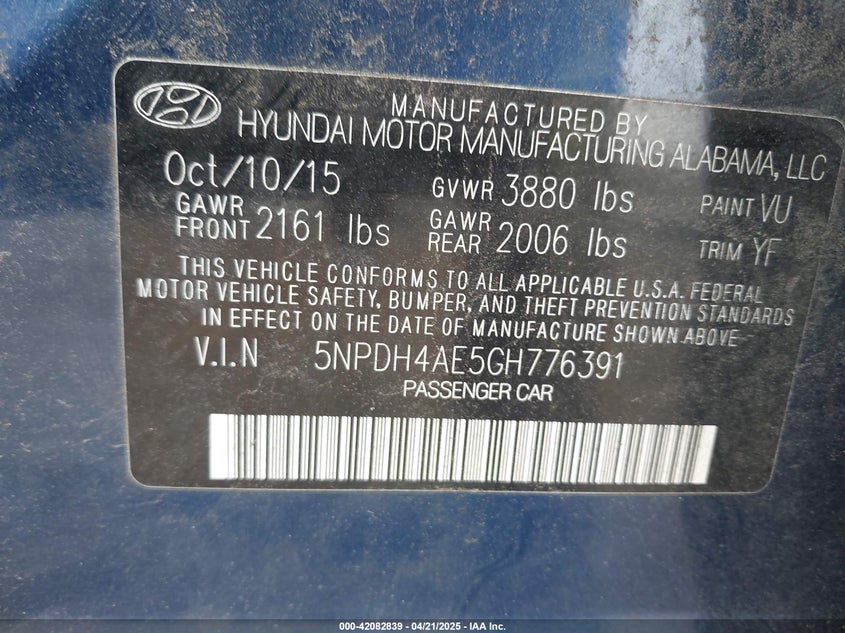 MANUFACTURED BY
HYUNDAI MOTOR MANUFACTURING ALABAMA, LLC
Oct/10/15 GVWR 3880 lbs PAINT VU
GAWR FRONT 2161 lbs GAWR REAR 2006 lbs TRIM YF
THIS VEHICLE CONFORMS TO ALL APPLICABLE U.S.A. FEDERAL
MOTOR VEHICLE SAFETY, BUMPER, AND THEFT PREVENTION STANDARDS
IN EFFECT ON THE DATE OF MANUFACTURE SHOWN ABOVE
V.I.N 5NPDH4AE5GH776391
PASSENGER CAR
000-42082839 - 04/21/2025 - IAA Inc.